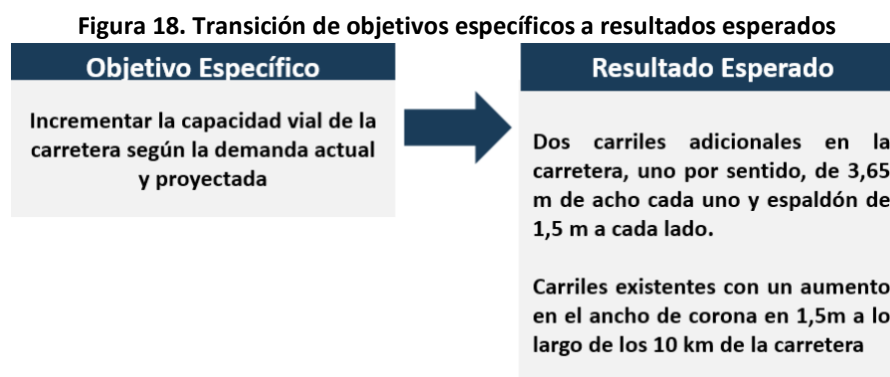 Figura 18. Transición de objetivos específicos a resultados esperados
Objetivo Específico
Incrementar la capacidad vial de la
carretera según la demanda actual
y proyectada
Resultado Esperado
Dos carriles adicionales en la
carretera, uno por sentido, de 3,65
m de acho cada uno y espaldón de
1,5 m a cada lado.
Carriles existentes con un aumento
en el ancho de corona en 1,5m a lo
largo de los 10 km de la carretera